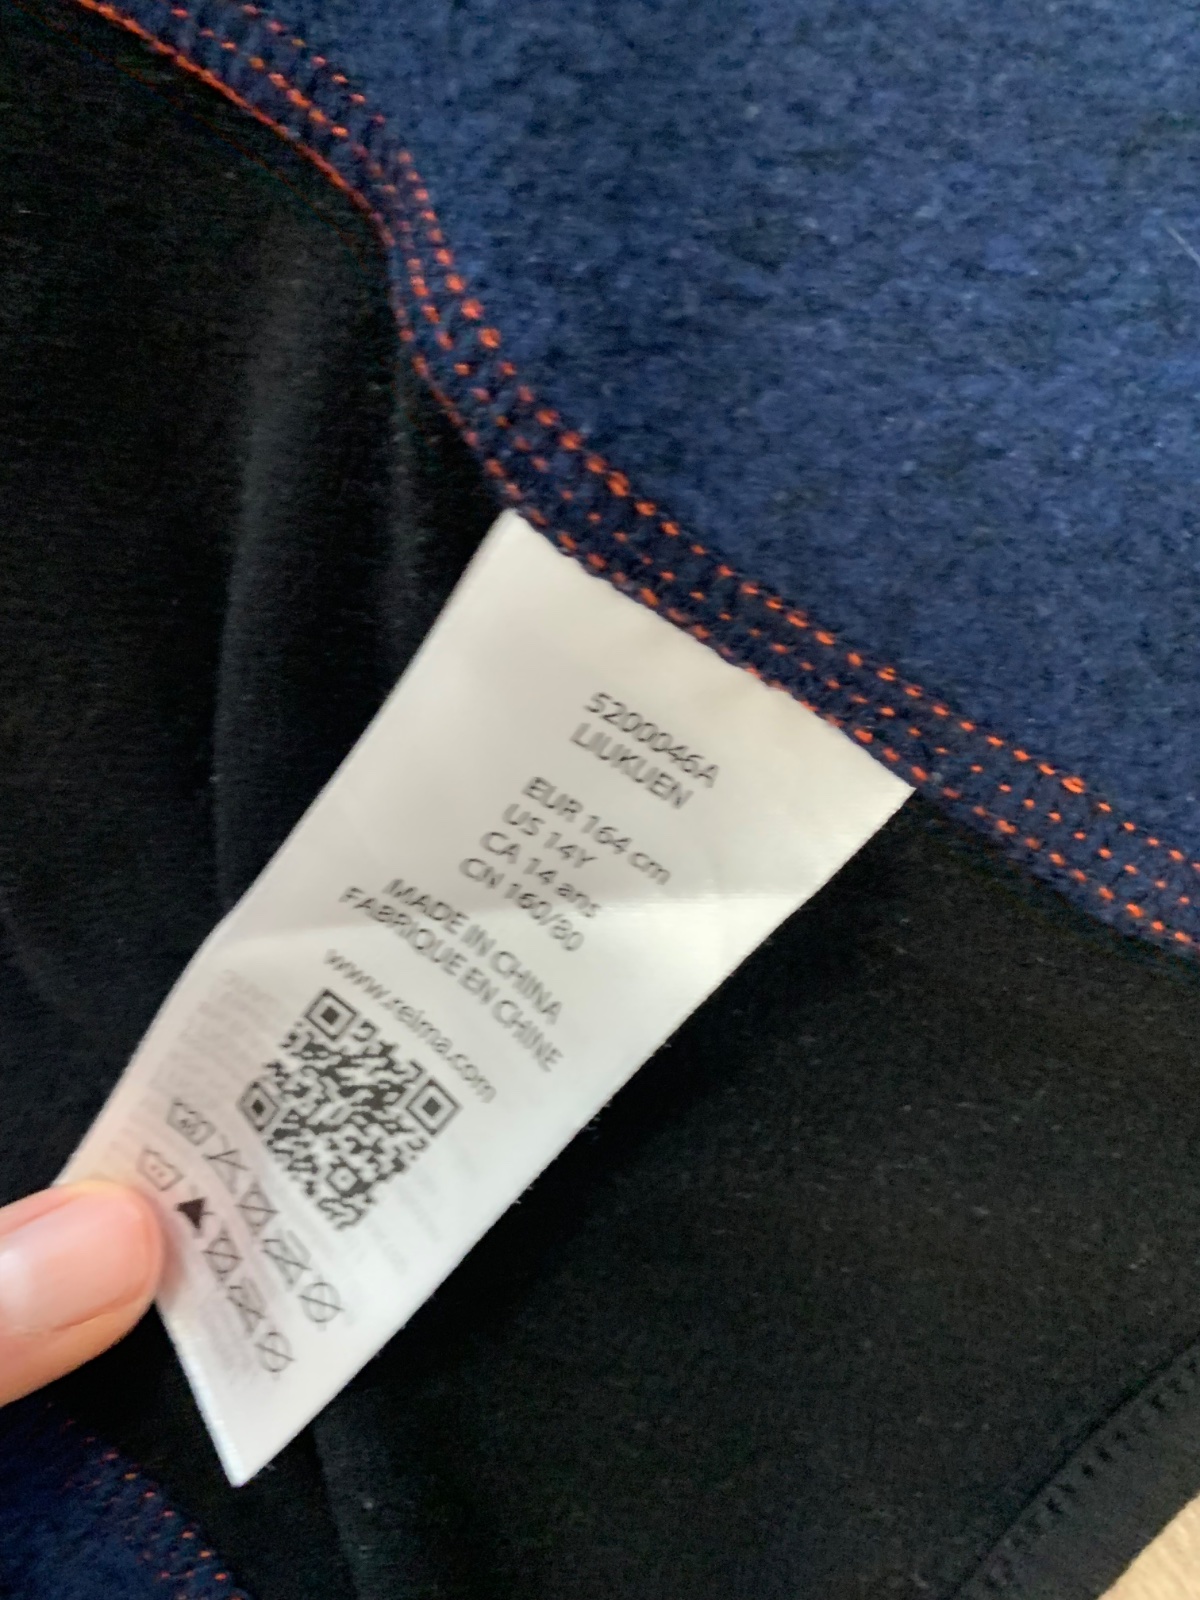 5200046A
LIUKUEN
EUR 164 cm
US 14Y
CA 14 ans
CN 160/80
MADE IN CHINA
FABRIQUE EN CHINE
www.reima.com